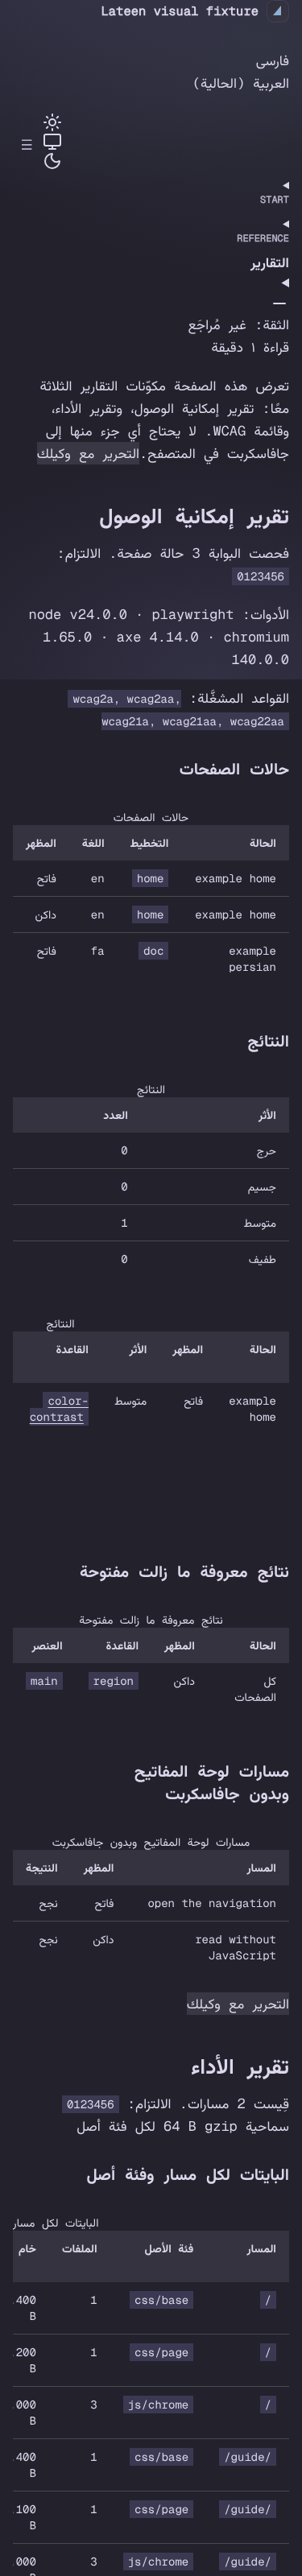 Lateen visual fixture
فارسی
العربية (الحالية)
START
REFERENCE
التقارير
الثقة: غير مُراجَع
قراءة ١ دقيقة
تعرض هذه الصفحة مكوّنات التقارير الثلاثة
معًا: تقرير إمكانية الوصول، وتقرير الأداء،
وقائمة WCAG. لا يحتاج أي جزء منها إلى
جافاسكربت في المتصفح. التحرير مع وكيلك
تقرير إمكانية الوصول
فحصت البوابة 3 حالة صفحة. الالتزام:
0123456
الأدوات: node v24.0.0 · playwright
1.65.0 · axe 4.14.0 · chromium
140.0.0
القواعد المشغَّلة: wcag2a, wcag2aa,
wcag21a, wcag21aa, wcag22aa
حالات الصفحات
حالات الصفحات
الحالة التخطيط اللغة المظهر
example home home en فاتح
example home home en داكن
example persian doc fa فاتح
النتائج
النتائج
الأثر العدد
حرج 0
جسيم 0
متوسط 1
طفيف 0
النتائج
الحالة المظهر الأثر القاعدة
example home فاتح متوسط color-contrast
نتائج معروفة ما زالت مفتوحة
نتائج معروفة ما زالت مفتوحة
الحالة المظهر القاعدة العنصر
كل الصفحات داكن region main
مسارات لوحة المفاتيح
وبدون جافاسكربت
مسارات لوحة المفاتيح وبدون جافاسكربت
المسار المظهر النتيجة
open the navigation فاتح نجح
read without JavaScript داكن نجح
التحرير مع وكيلك
تقرير الأداء
قِيست 2 مسارات. الالتزام: 0123456
سماحية 64 B gzip لكل فئة أصل
البايتات لكل مسار وفئة أصل
البايتات لكل مسار
المسار فئة الأصل الملفات خام
/ css/base 1 400 B
/ css/page 1 200 B
/ js/chrome 3 000 B
/guide/ css/base 1 400 B
/guide/ css/page 1 100 B
/guide/ js/chrome 3 000 B